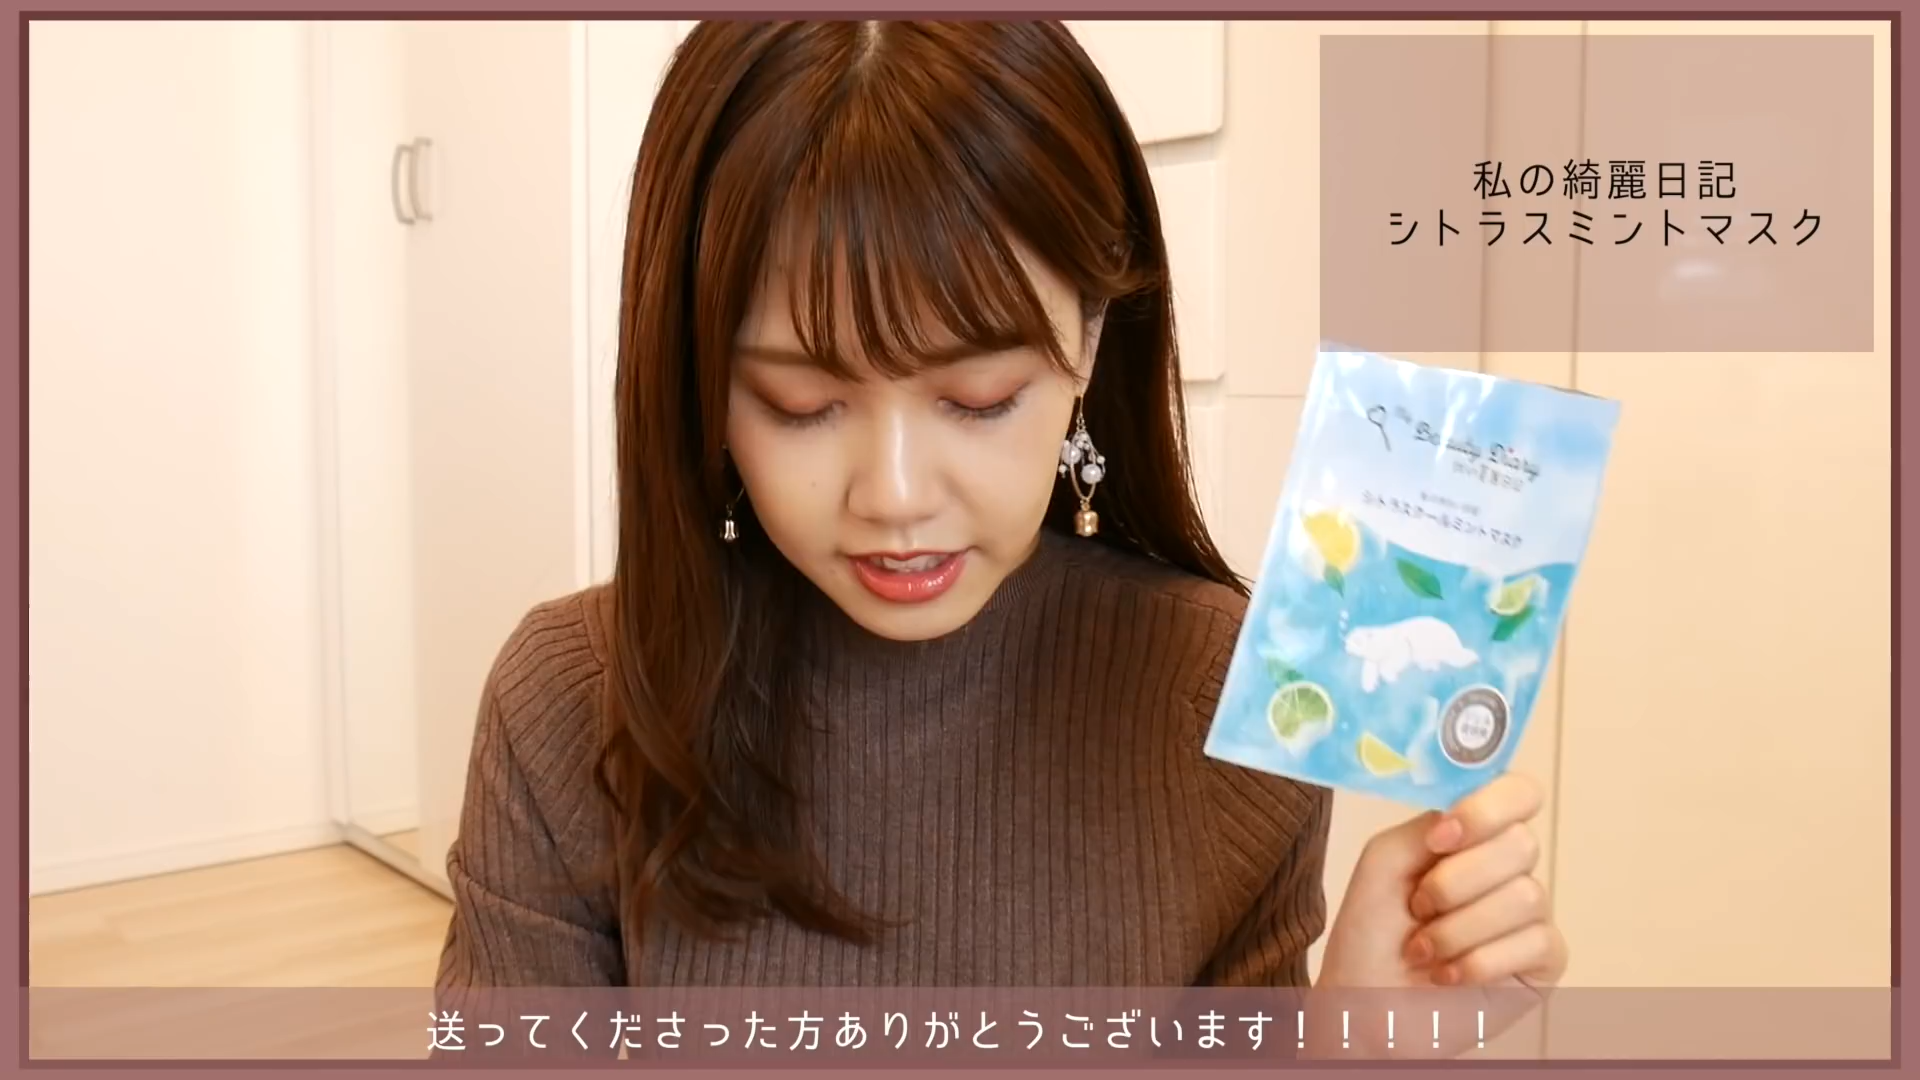 私の綺麗日記
シトラスミントマスク
Beauty Diary
シトラスクールミントマスク
送ってくださった方ありがとうございます！！！！！